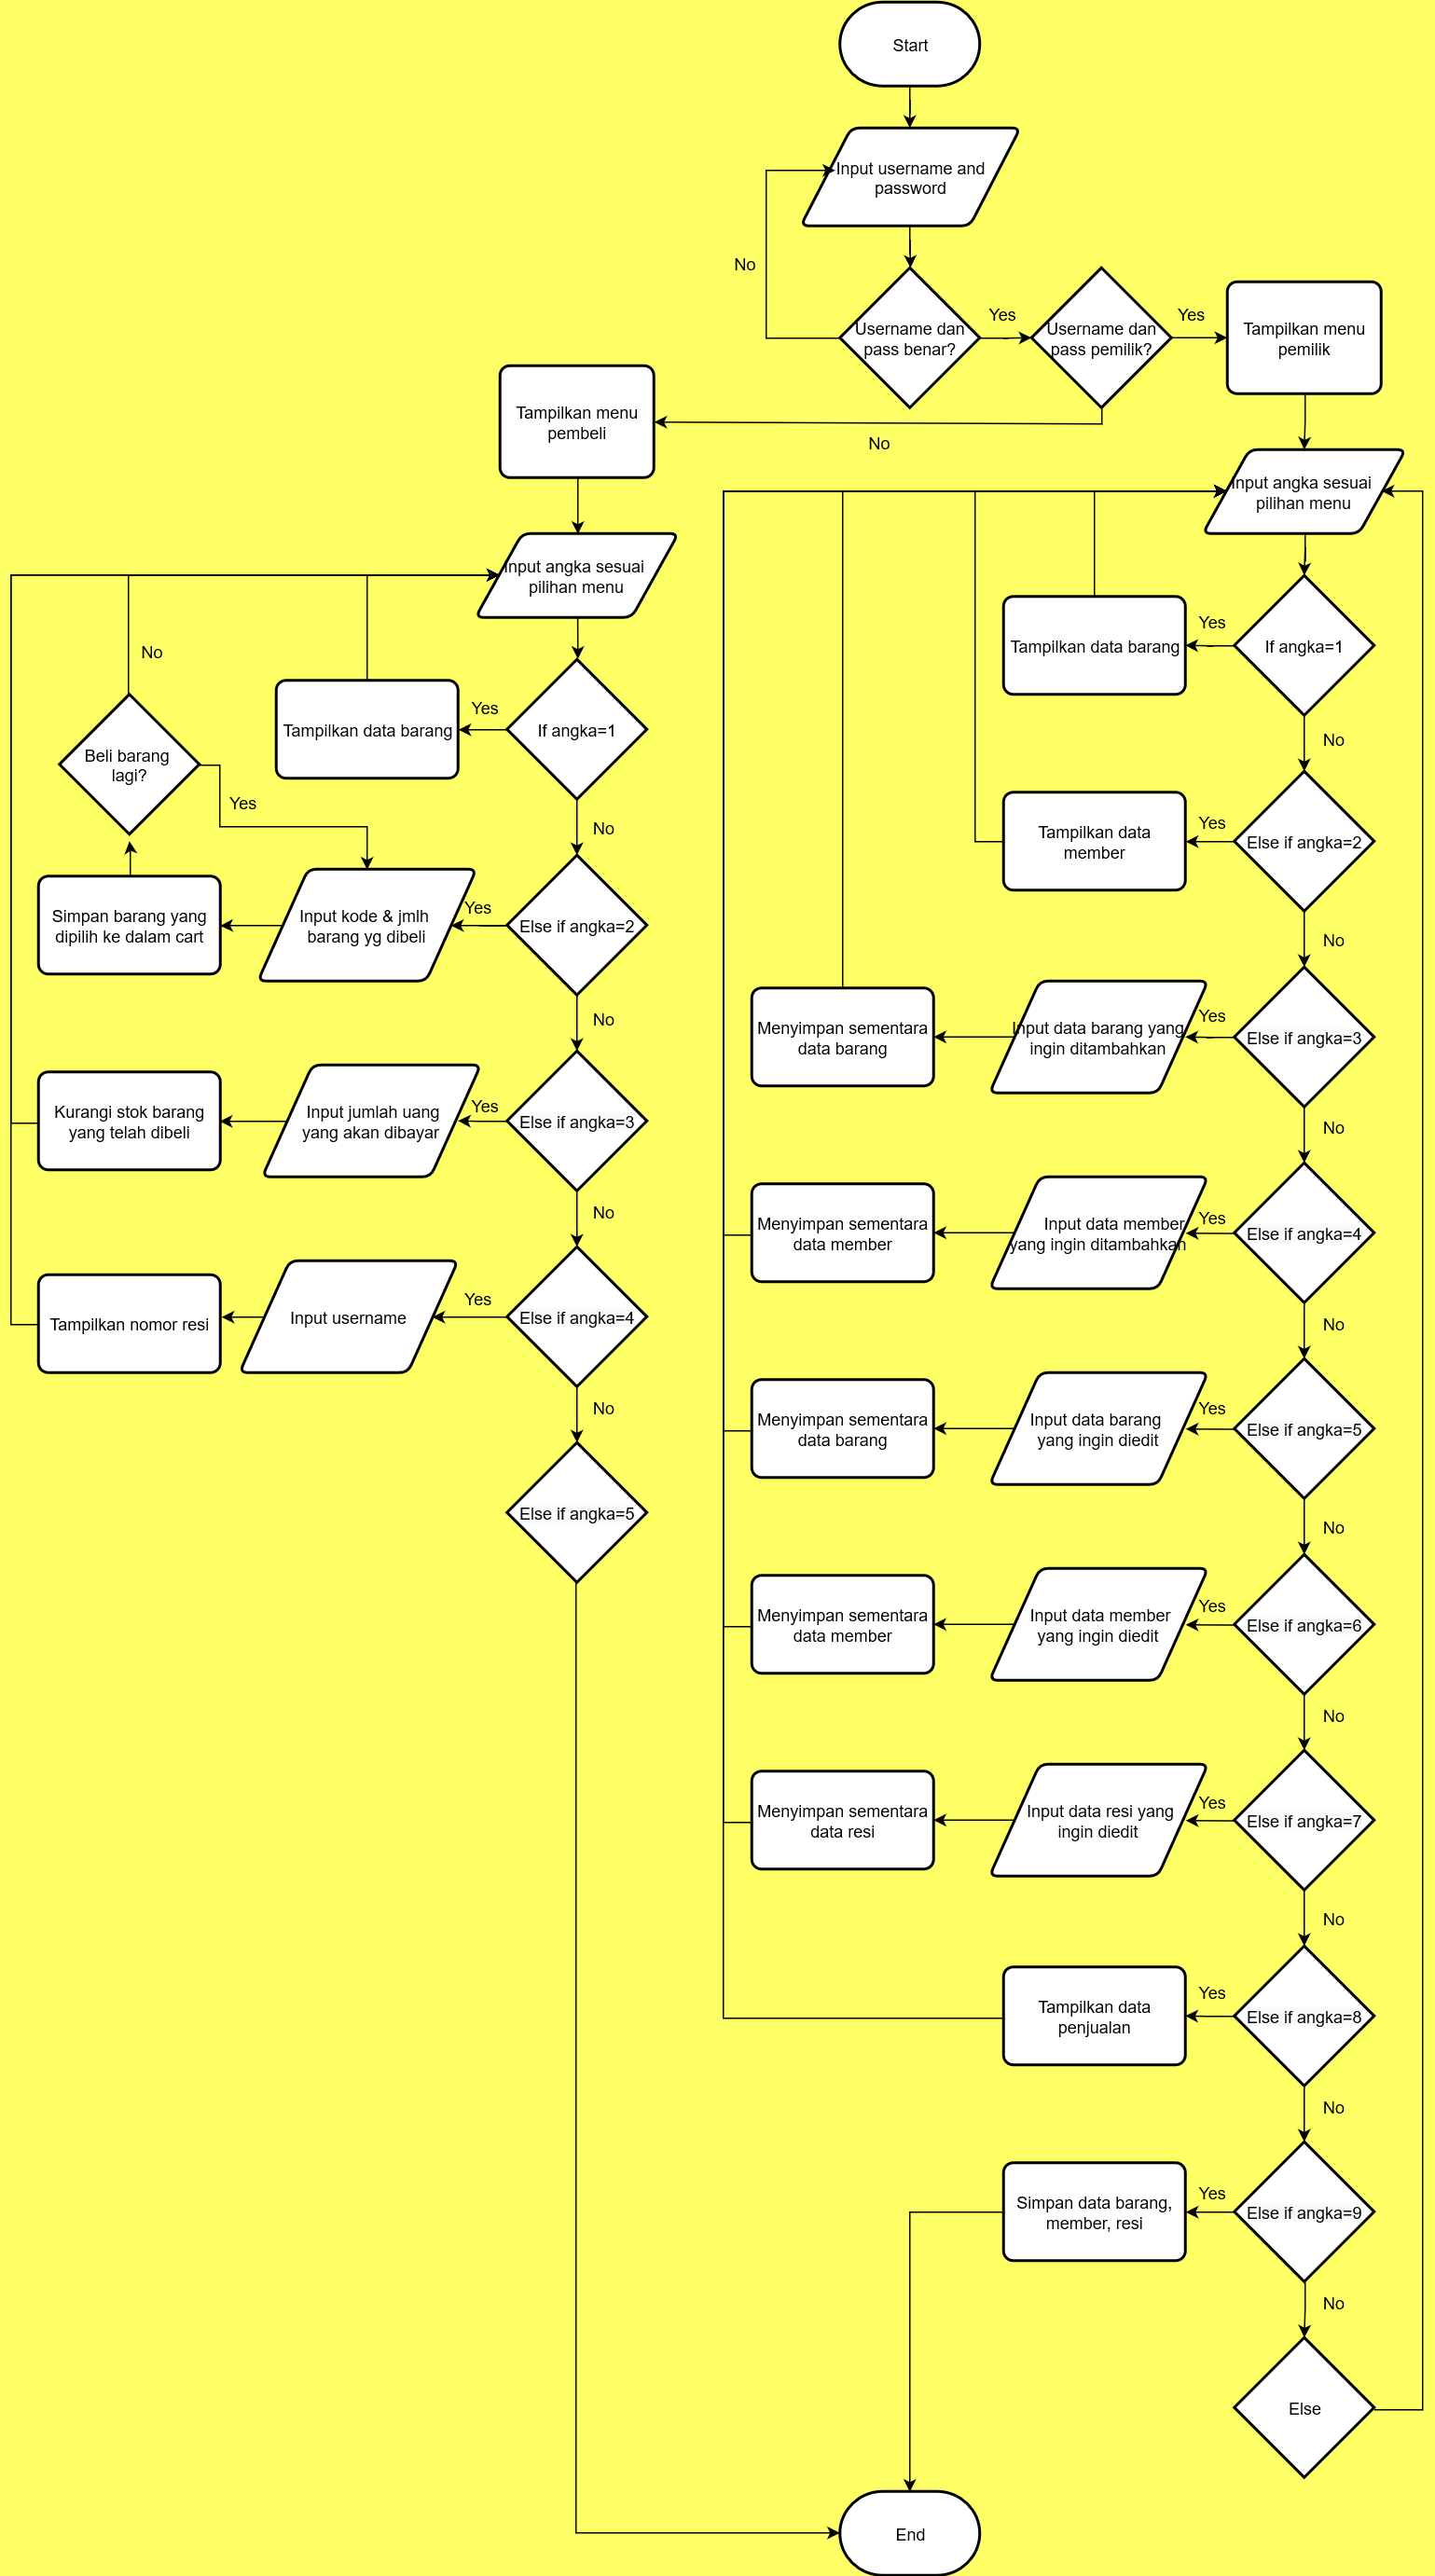 Start
Input username and
password
No
Username dan
pass benar?
Yes
Username dan
pass pemilik?
Yes
Tampilkan menu
pemilik
No
Tampilkan menu
pembeli
Input angka sesuai
pilihan menu
If angka=1
Yes
Tampilkan data barang
No
Else if angka=2
Yes
Input kode & jmlh
barang yg dibeli
Simpan barang yang
dipilih ke dalam cart
Beli barang
lagi?
Yes
No
No
Else if angka=3
Yes
Input jumlah uang
yang akan dibayar
Kurangi stok barang
yang telah dibeli
No
Else if angka=4
Yes
Input username
Tampilkan nomor resi
No
Else if angka=5
Input angka sesuai
pilihan menu
If angka=1
Yes
Tampilkan data barang
No
Else if angka=2
Yes
Tampilkan data
member
No
Else if angka=3
Yes
Input data barang yang
ingin ditambahkan
Menyimpan sementara
data barang
No
Else if angka=4
Yes
Input data member
yang ingin ditambahkan
Menyimpan sementara
data member
No
Else if angka=5
Yes
Input data barang
yang ingin diedit
Menyimpan sementara
data barang
No
Else if angka=6
Yes
Input data member
yang ingin diedit
Menyimpan sementara
data member
No
Else if angka=7
Yes
Input data resi yang
ingin diedit
Menyimpan sementara
data resi
No
Else if angka=8
Yes
Tampilkan data
penjualan
No
Else if angka=9
Yes
Simpan data barang,
member, resi
No
Else
End